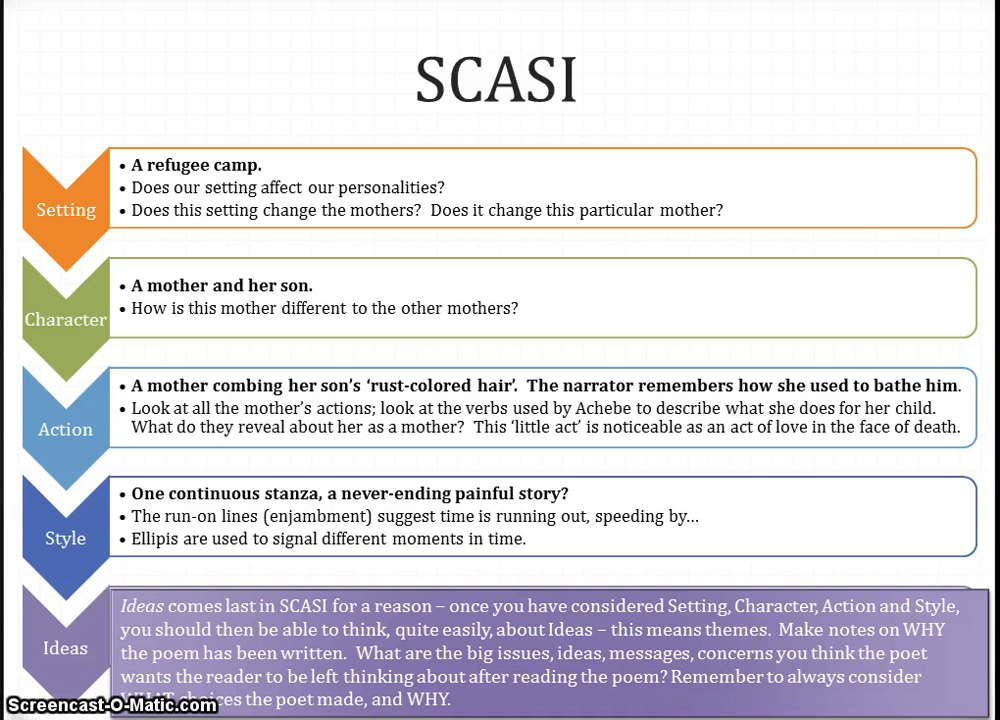 SCASI
Setting
• A refugee camp.
• Does our setting affect our personalities?
• Does this setting change the mothers?  Does it change this particular mother?
Character
• A mother and her son.
• How is this mother different to the other mothers?
Action
• A mother combing her son's 'rust-colored hair'.  The narrator remembers how she used to bathe him.
• Look at all the mother's actions; look at the verbs used by Achebe to describe what she does for her child.
What do they reveal about her as a mother?  This 'little act' is noticeable as an act of love in the face of death.
Style
• One continuous stanza, a never-ending painful story?
• The run-on lines (enjambment) suggest time is running out, speeding by...
• Ellipis are used to signal different moments in time.
Ideas
Ideas comes last in SCASI for a reason – once you have considered Setting, Character, Action and Style,
you should then be able to think, quite easily, about Ideas – this means themes.  Make notes on WHY
the poem has been written.  What are the big issues, ideas, messages, concerns you think the poet
wants the reader to be left thinking about after reading the poem? Remember to always consider
WHAT choices the poet made, and WHY.
Screencast-O-Matic.com